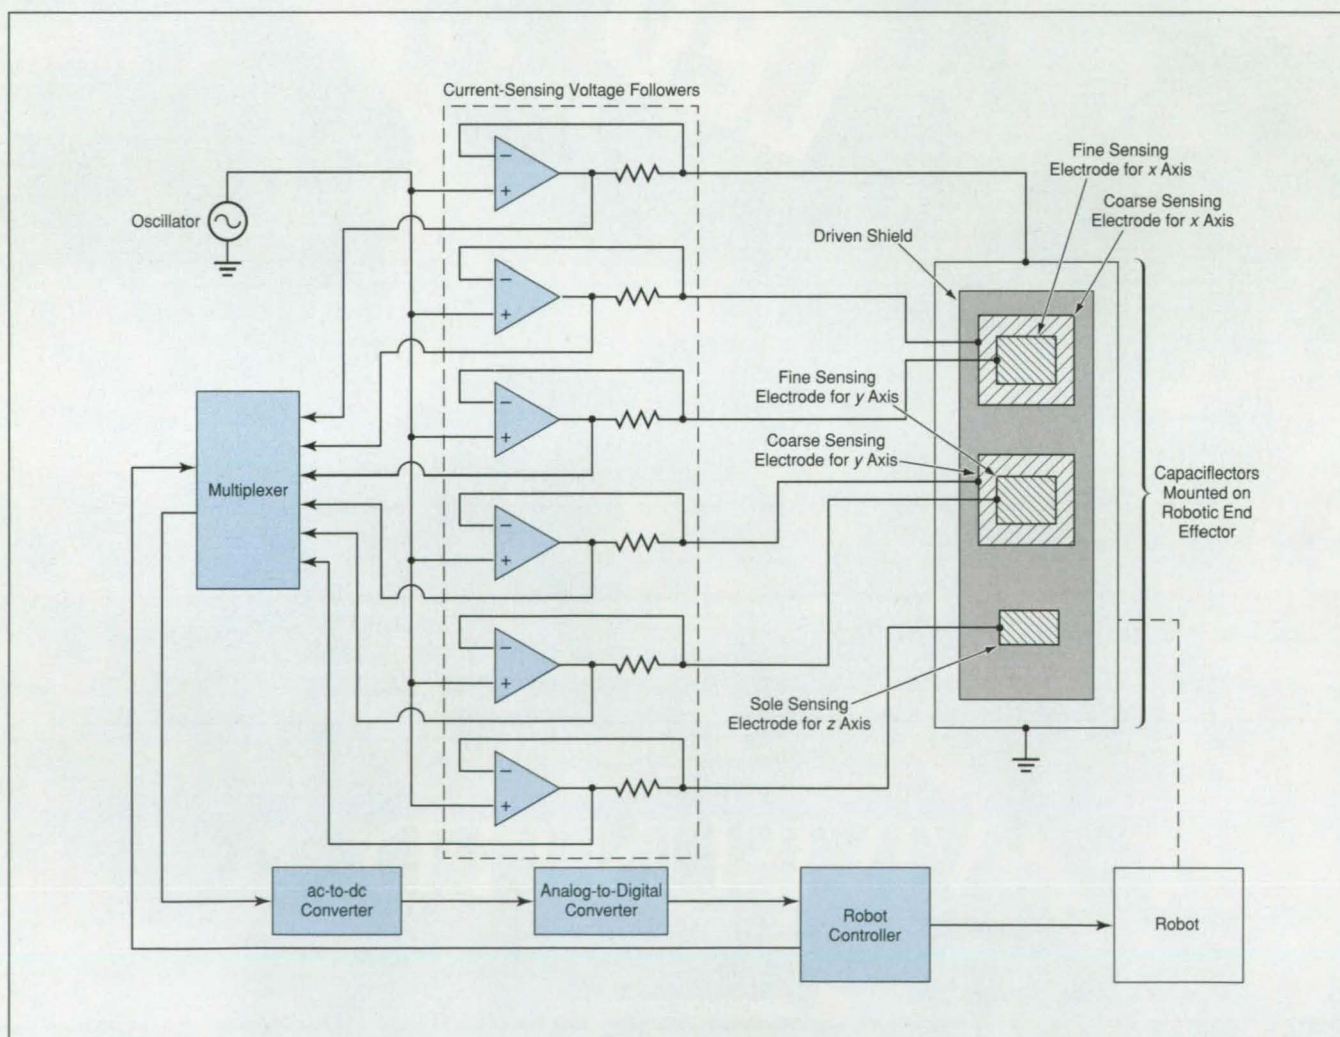 Current-Sensing Voltage Followers
Fine Sensing
Electrode for x Axis
Coarse Sensing
Electrode for x Axis
Oscillator
Driven Shield
Fine Sensing
Electrode for y Axis
Coarse Sensing
Electrode for y Axis
Multiplexer
Capaciflectors
Mounted on
Robotic End
Effector
Sole Sensing
Electrode for z Axis
ac-to-dc
Converter
Analog-to-Digital
Converter
Robot
Controller
Robot